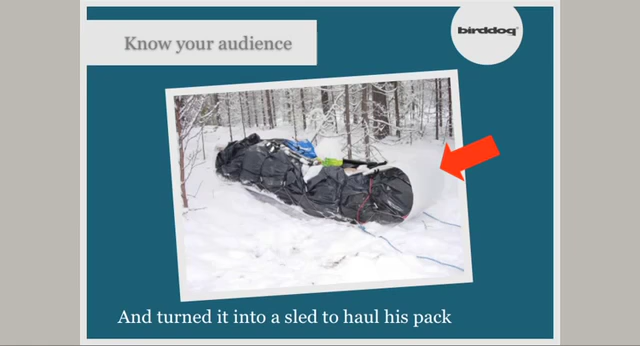 Know your audience
birddog
And turned it into a sled to haul his pack